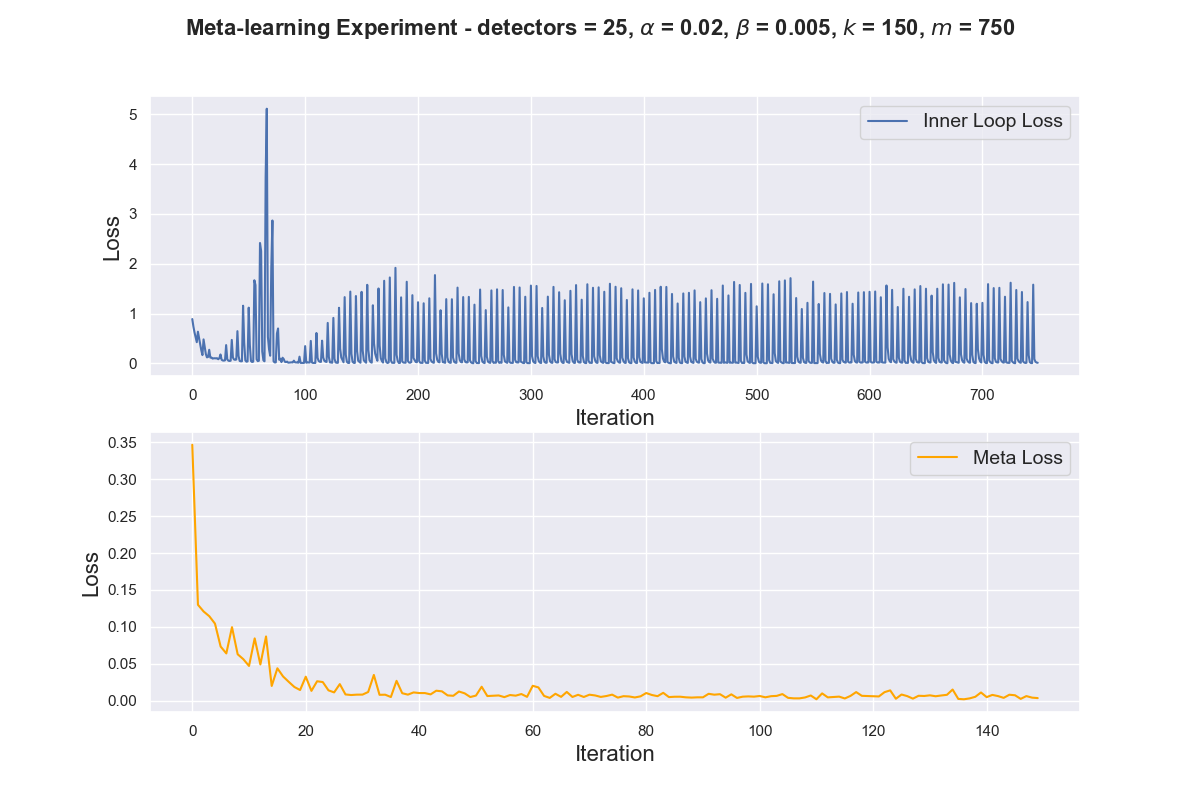 Meta-learning Experiment - detectors = 25, α = 0.02, β = 0.005, k = 150, m = 750
Inner Loop Loss
5
4
3
2
1
0
Loss
0 100 200 300 400 500 600 700
Iteration
Meta Loss
0.35
0.30
0.25
0.20
0.15
0.10
0.05
0.00
Loss
0 20 40 60 80 100 120 140
Iteration